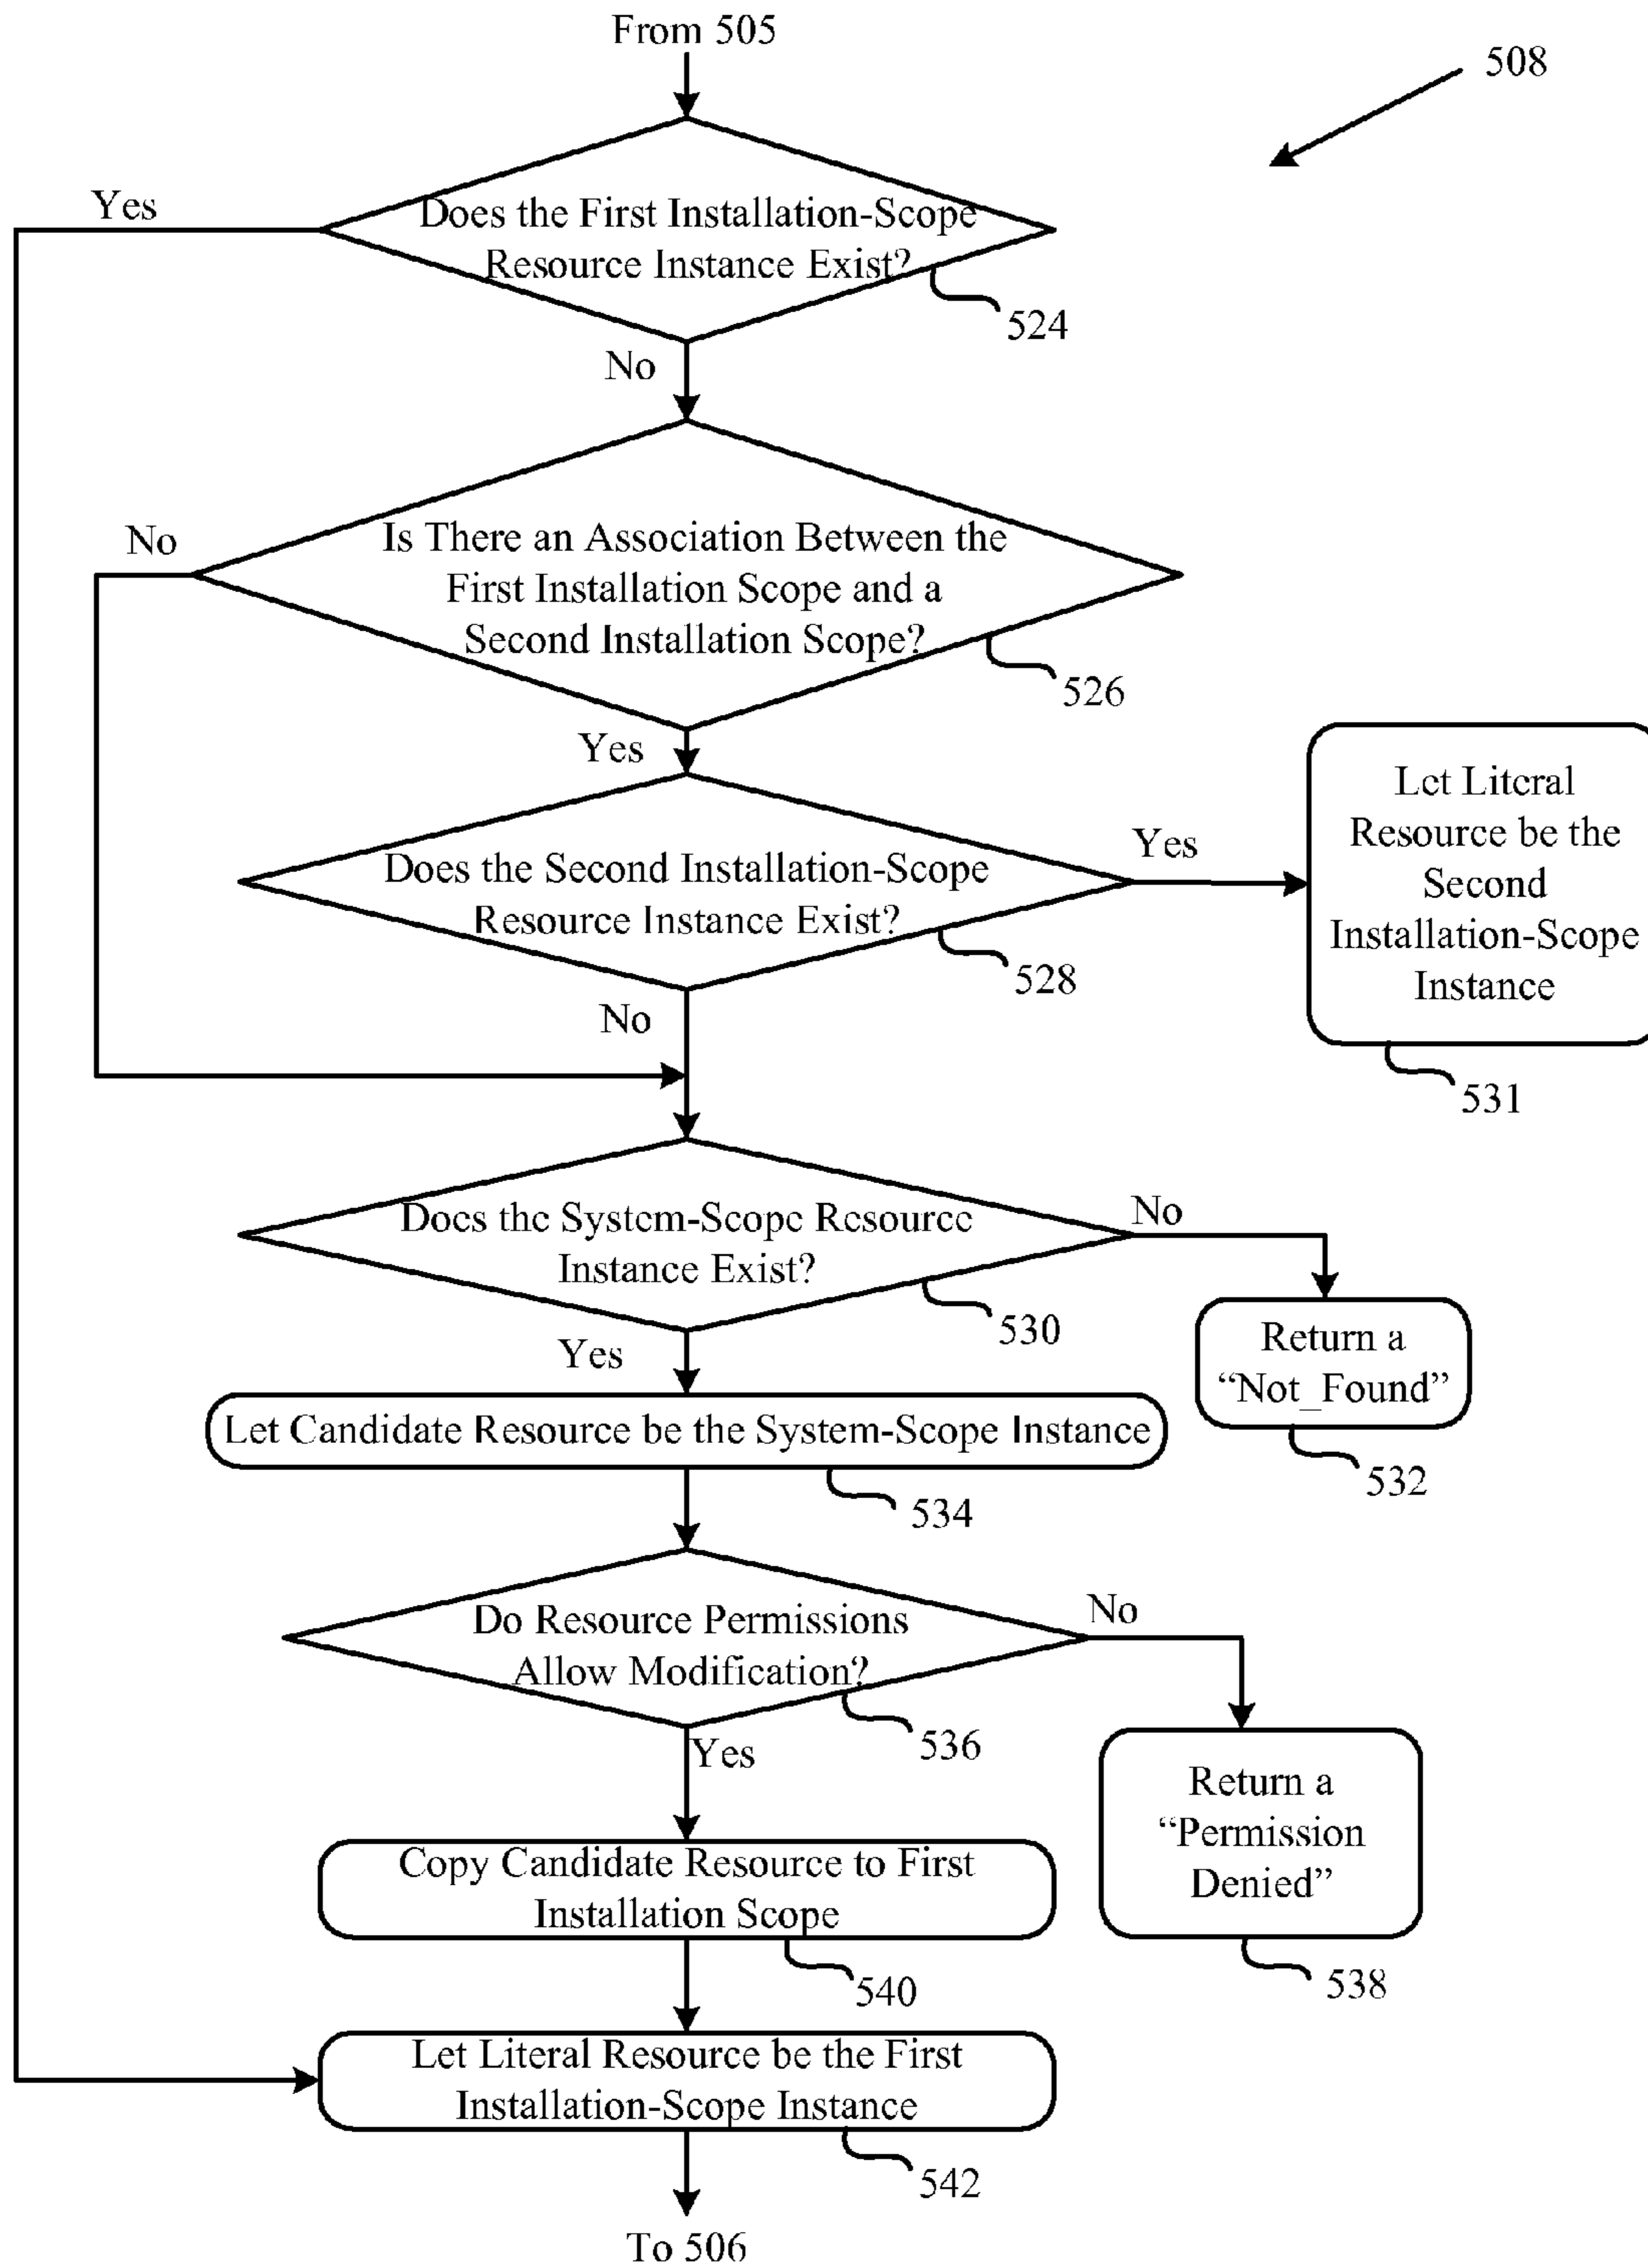 From 505
508
Yes
Does the First Installation-Scope
Resource Instance Exist?
524
No
No
Is There an Association Between the
First Installation Scope and a
Second Installation Scope?
526
Yes
Does the Second Installation-Scope
Resource Instance Exist?
528
Yes
Let Literal
Resource be the
Second
Installation-Scope
Instance
531
No
Does the System-Scope Resource
Instance Exist?
530
No
Return a
“Not_Found”
532
Yes
Let Candidate Resource be the System-Scope Instance
534
Do Resource Permissions
Allow Modification?
536
No
Return a
“Permission
Denied”
538
Yes
Copy Candidate Resource to First
Installation Scope
540
Let Literal Resource be the First
Installation-Scope Instance
542
To 506